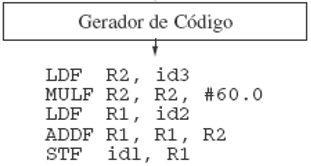 Gerador de Código
LDF R2, id3
MULF R2, R2, #60.0
LDF R1, id2
ADDF R1, R1, R2
STF id1, R1